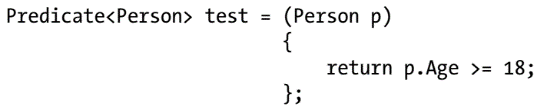 Predicate<Person> test = (Person p)
{
return p.Age >= 18;
};